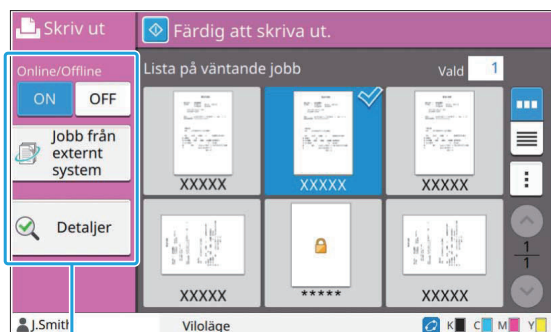 Skriv ut
Färdig att skriva ut.
Online/Offline
ON OFF
Jobb från
externt
system
Detaljer
Lista på väntande jobb
Vald 1
XXXXX XXXXX XXXXX
XXXXX ***** XXXXX
1
1
J.Smith
Viloläge
K C M Y